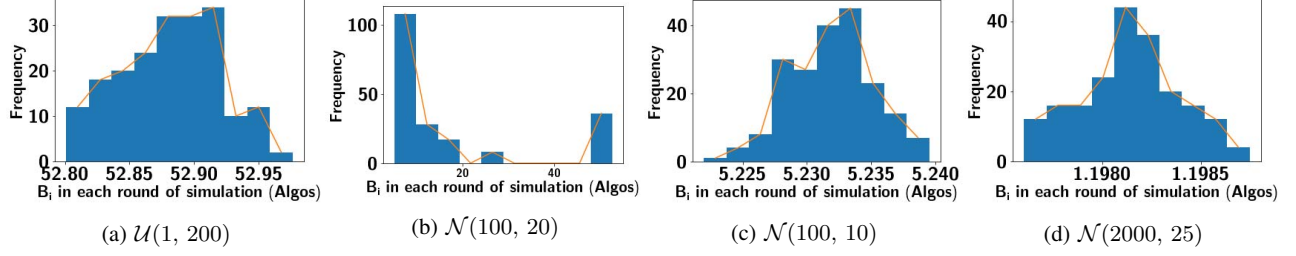 Frequency
30
20
10
0
52.80 52.85 52.90 52.95
B_i in each round of simulation (Algos)
(a) 𝒰(1, 200)
Frequency
100
50
0
20 40
B_i in each round of simulation (Algos)
(b) 𝒩(100, 20)
Frequency
40
20
0
5.225 5.230 5.235 5.240
B_i in each round of simulation (Algos)
(c) 𝒩(100, 10)
Frequency
40
20
0
1.1980 1.1985
B_i in each round of simulation (Algos)
(d) 𝒩(2000, 25)